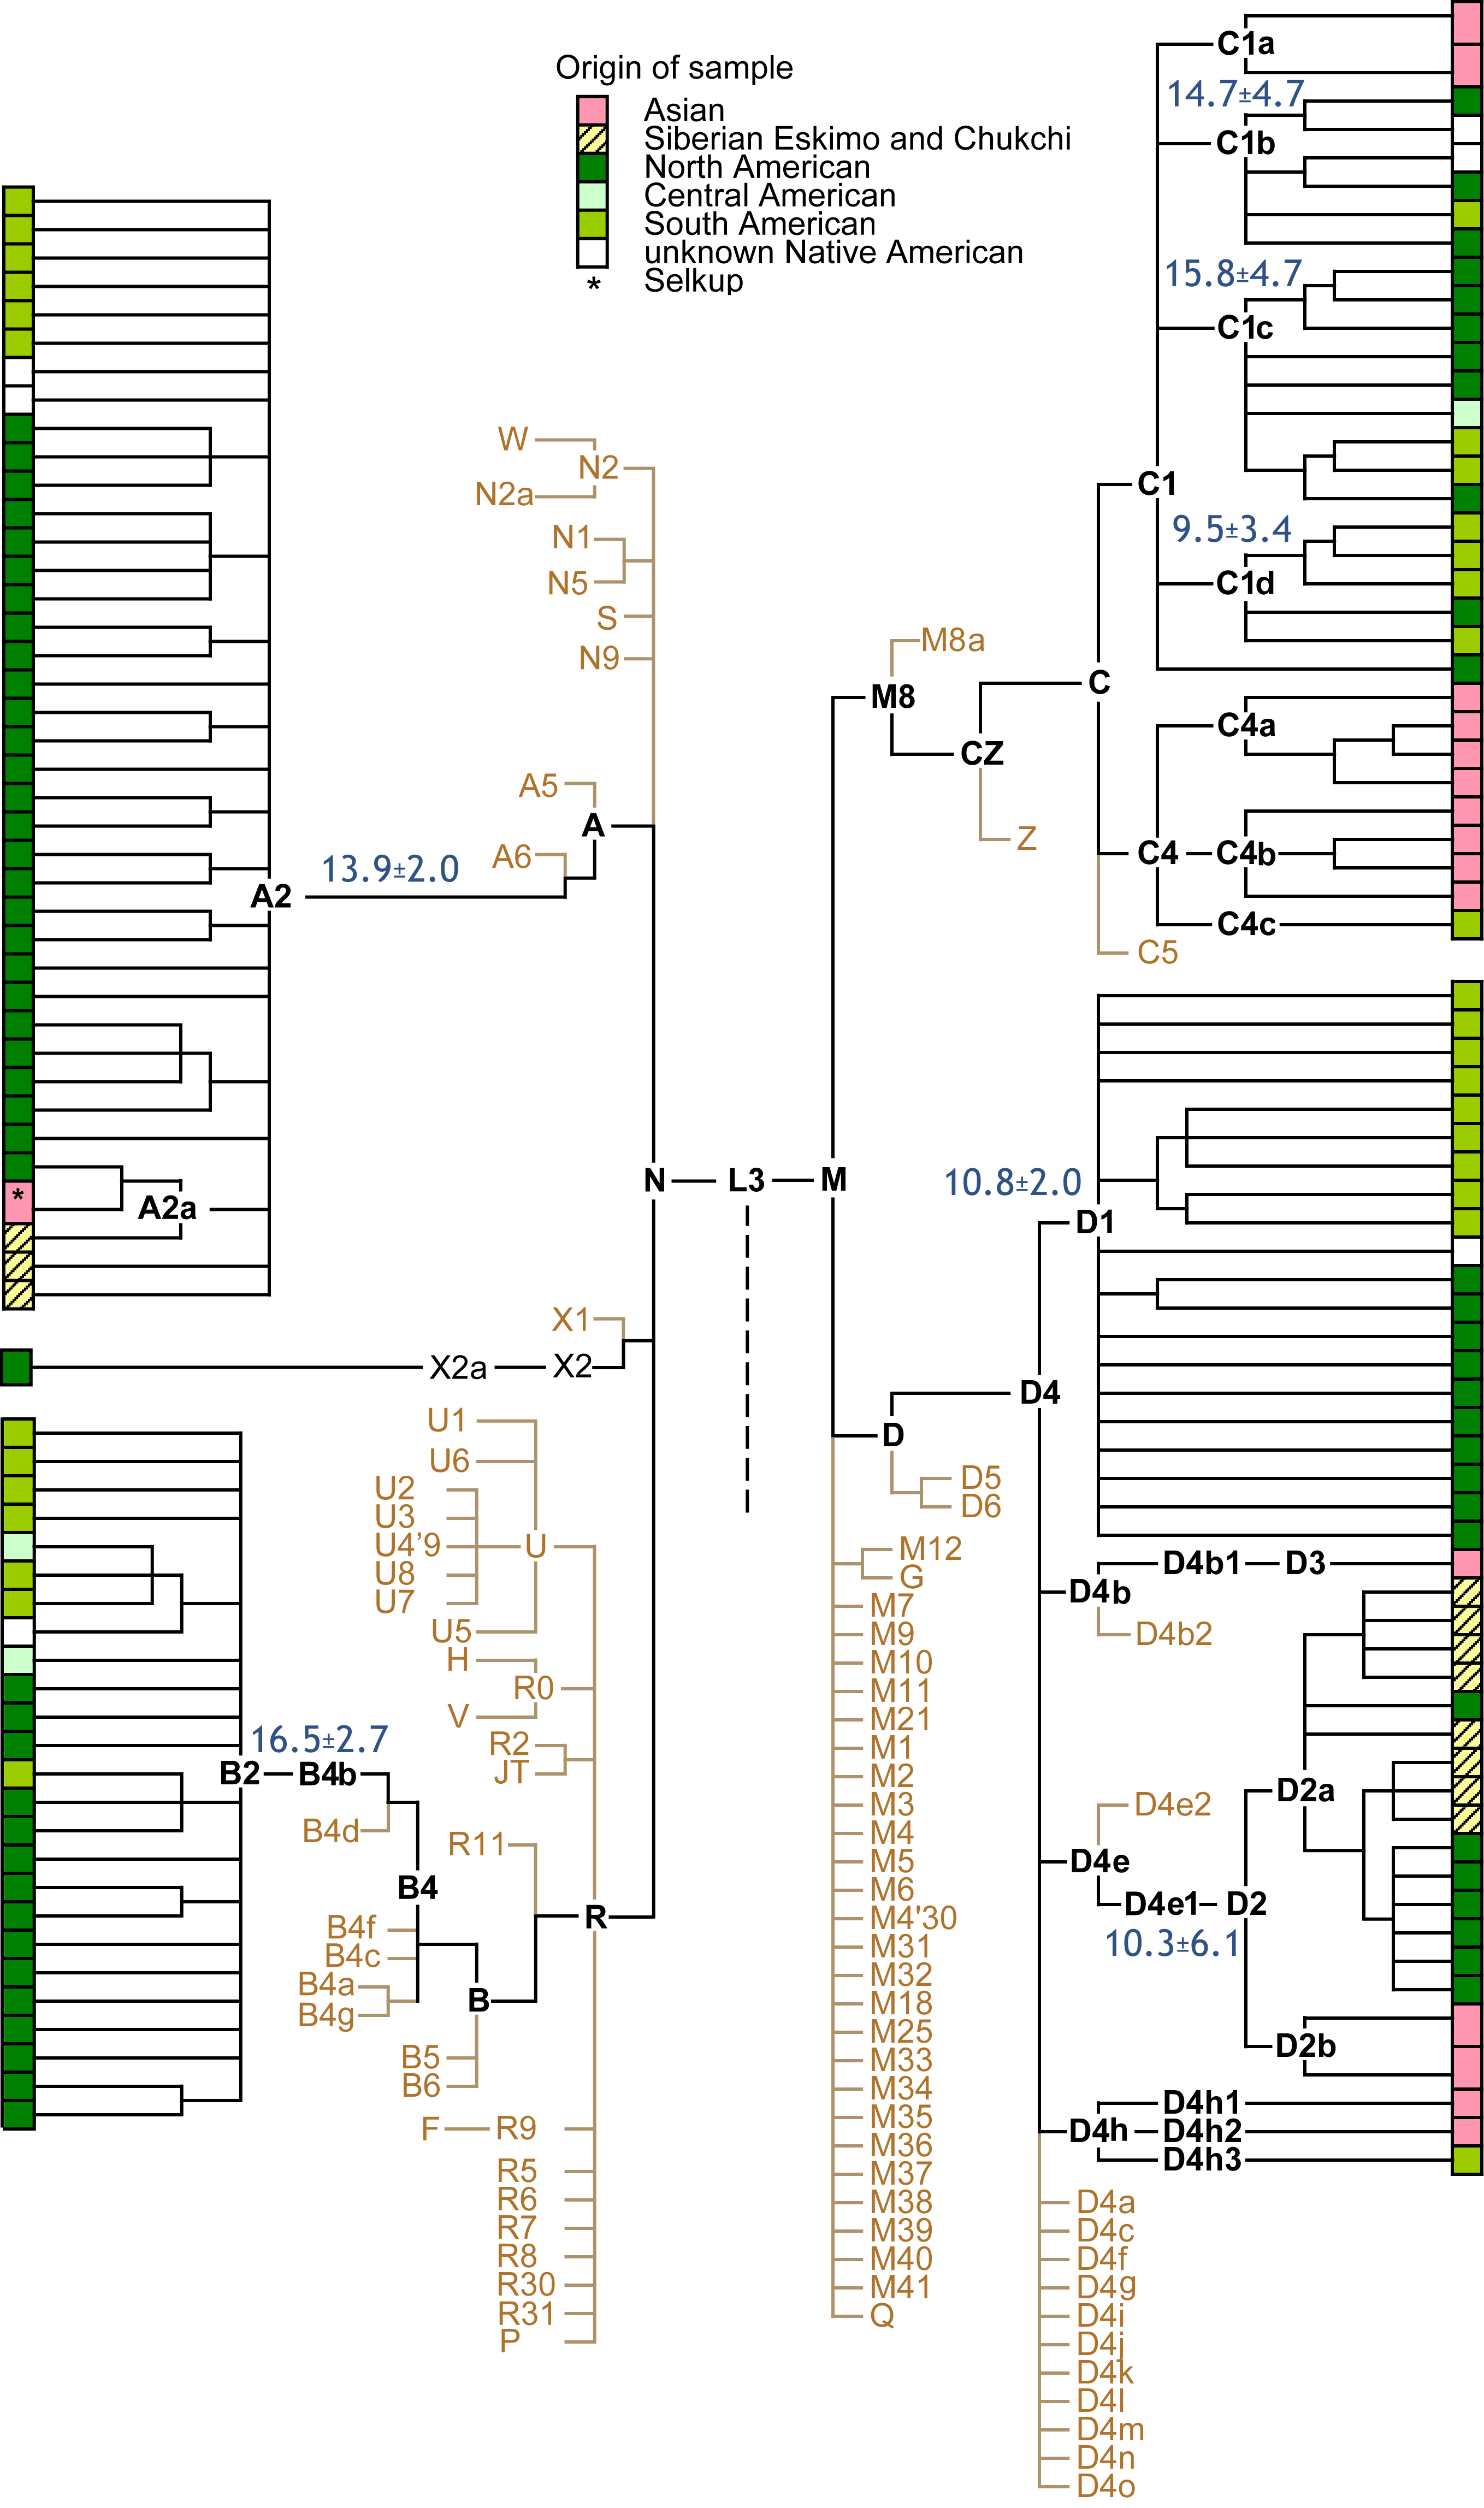 Origin of sample
Asian
Siberian Eskimo and Chukchi
North American
Central American
South American
unknown Native American
* Selkup
W
N2
N2a
N1
N5
S
N9
A5
A
A6
13.9±2.0
A2
*
A2a
N
L3
M
X1
X2a
X2
U1
U6
U2
U3
U4’9
U
U8
U7
U5
H
R0
V
R2
JT
16.5±2.7
B2
B4b
B4d
R11
B4
R
B4f
B4c
B4a
B4g
B
B5
B6
F
R9
R5
R6
R7
R8
R30
R31
P
C1a
14.7±4.7
C1b
15.8±4.7
C1c
C1
9.5±3.4
C1d
M8a
M8
C
CZ
Z
C4a
C4
C4b
C4c
C5
10.8±2.0
D1
D4
D
D5
D6
M12
G
M7
M9
M10
M11
M21
M1
M2
M3
M4
M5
M6
M4'30
M31
M32
M18
M25
M33
M34
M35
M36
M37
M38
M39
M40
M41
Q
D4b1
D3
D4b
D4b2
D2a
D4e2
D4e
D4e1
D2
10.3±6.1
D2b
D4h1
D4h
D4h2
D4h3
D4a
D4c
D4f
D4g
D4i
D4j
D4k
D4l
D4m
D4n
D4o